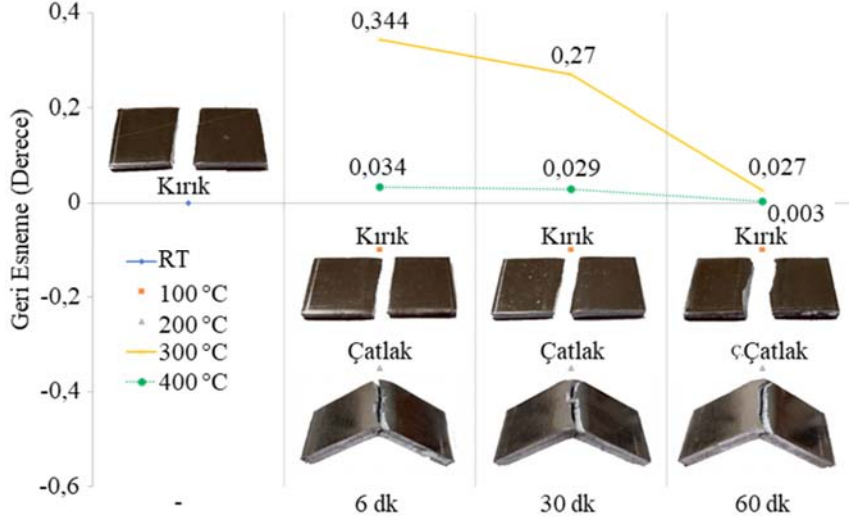 Geri Esneme (Derece)
0,4
0,2
0
-0,2
-0,4
-0,6
0,344
0,27
0,027
0,034
0,029
0,003
Kırık
Kırık
Kırık
Kırık
RT
100 °C
200 °C
300 °C
400 °C
Çatlak
Çatlak
Ç.Çatlak
-
6 dk
30 dk
60 dk